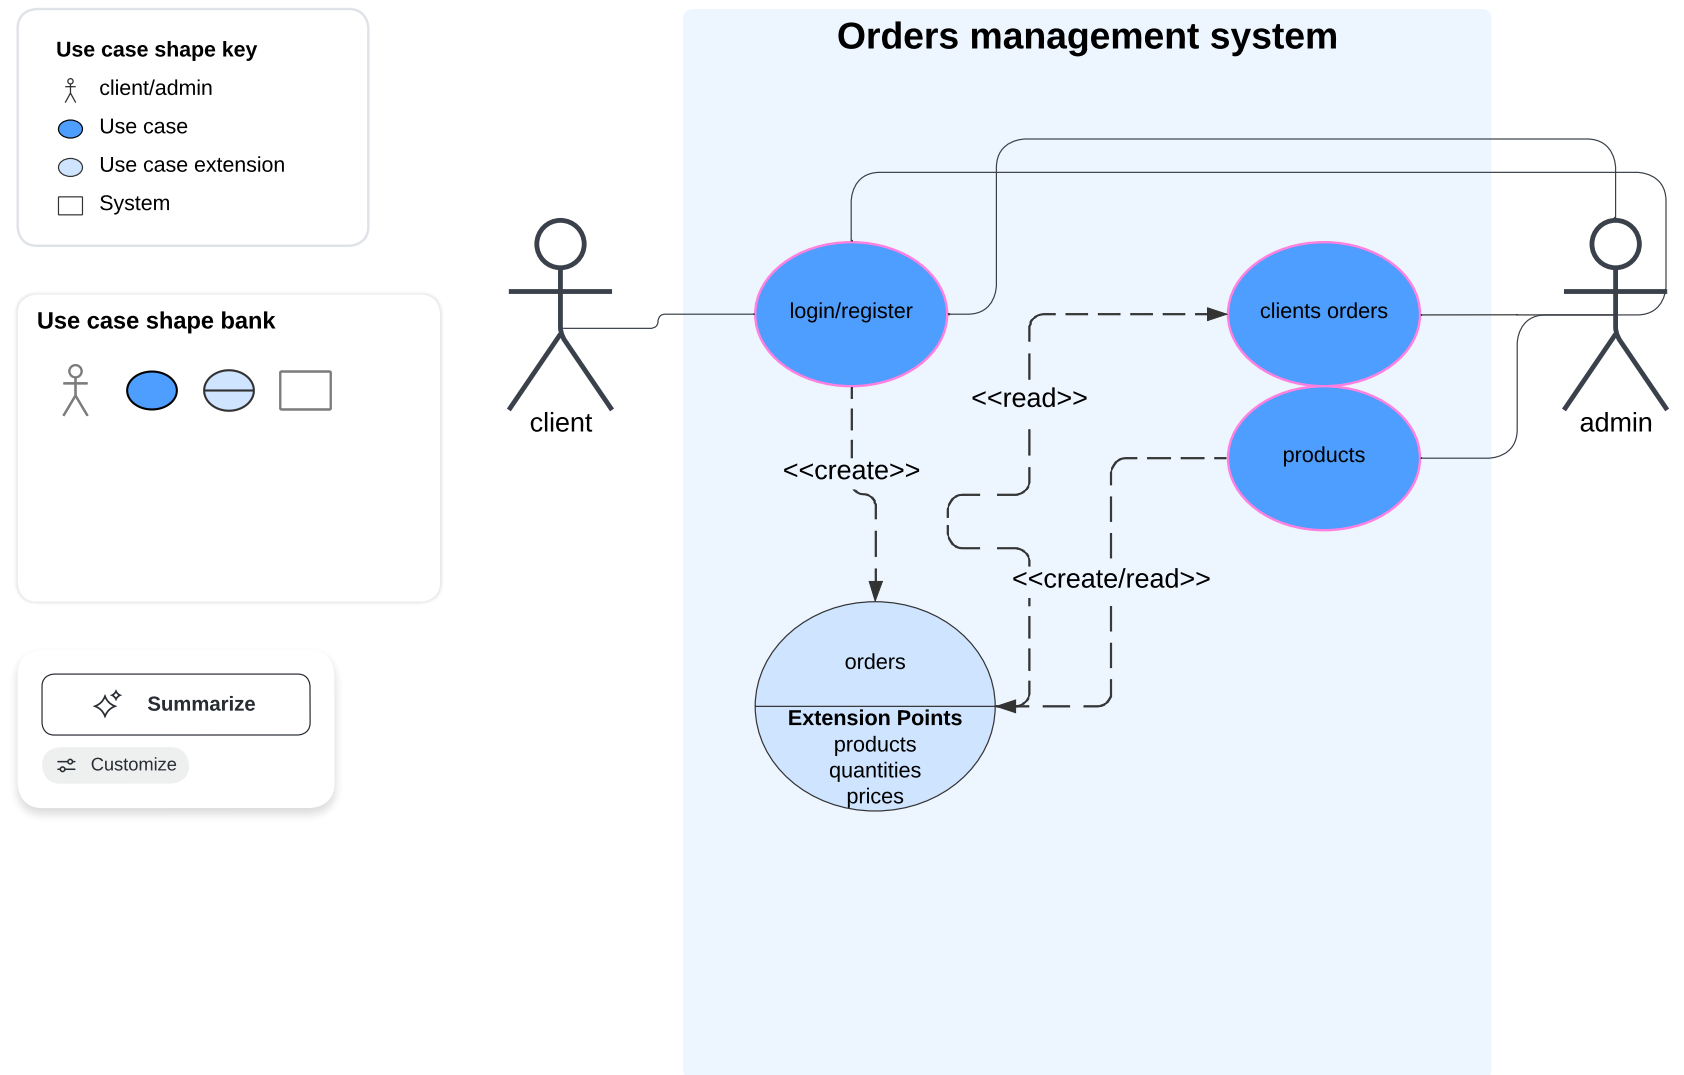 Use case shape key
client/admin
Use case
Use case extension
System
Use case shape bank
Summarize
Customize
Orders management system
client
login/register
clients orders
admin
<<read>>
products
<<create>>
<<create/read>>
orders
Extension Points
products
quantities
prices